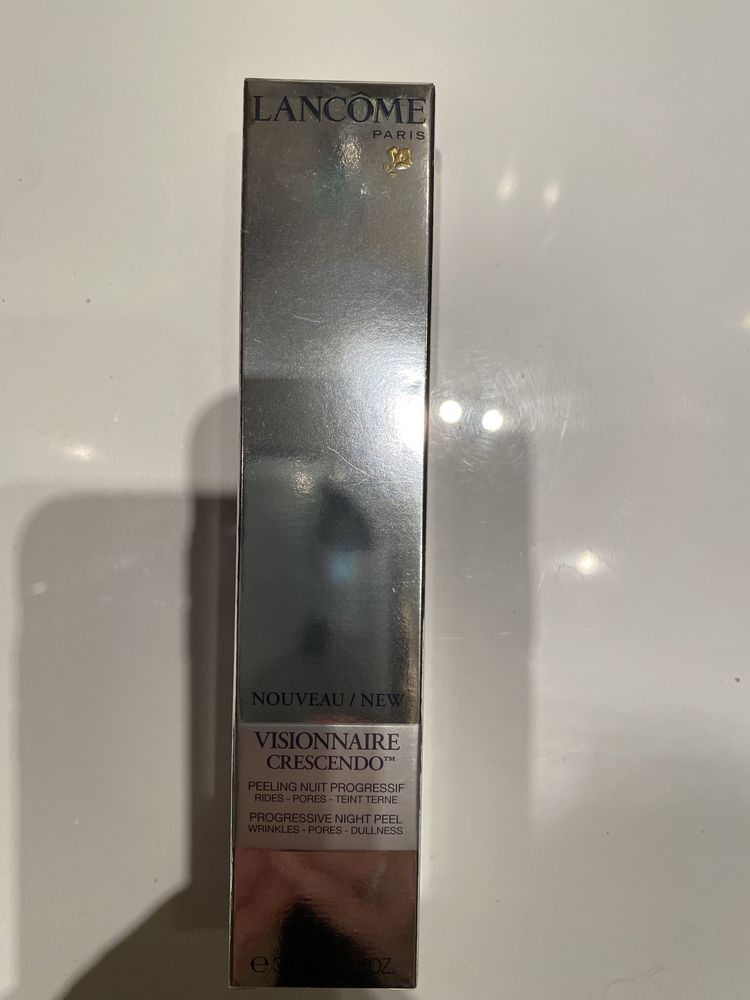 LANCÔME
PARIS
NOUVEAU / NEW
VISIONNAIRE
CRESCENDO™
PEELING NUIT PROGRESSIF
RIDES - PORES - TEINT TERNE
PROGRESSIVE NIGHT PEEL
WRINKLES - PORES - DULLNESS
℮ OZ.